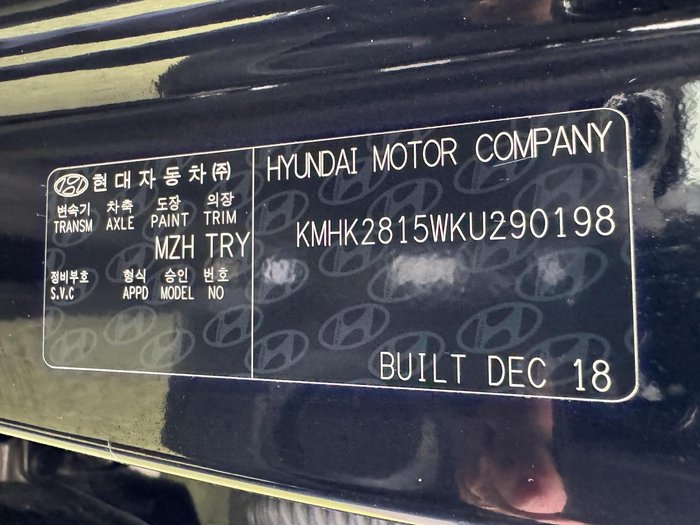 현대자동차(주)
변속기 차축 도장 의장
TRANSM AXLE PAINT TRIM
MZH TRY
정비부호 형식 승인 번호
S.V.C APPD MODEL NO
HYUNDAI MOTOR COMPANY
KMHK2815WKU290198
BUILT DEC 18